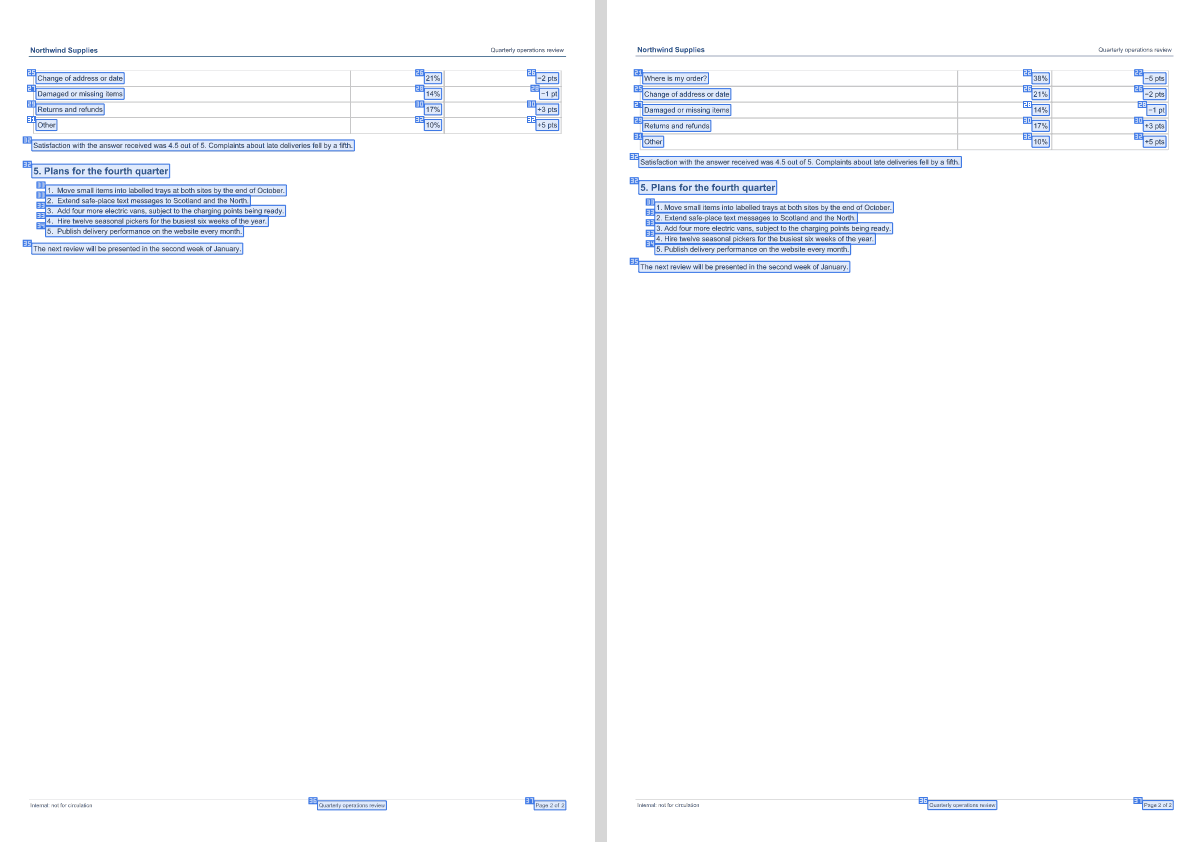 Northwind Supplies Quarterly operations review
Change of address or date 21% −2 pts
Damaged or missing items 14% −1 pt
Returns and refunds 17% +3 pts
Other 10% +5 pts
Satisfaction with the answer received was 4.5 out of 5. Complaints about late deliveries fell by a fifth.
5. Plans for the fourth quarter
1. Move small items into labelled trays at both sites by the end of October.
2. Extend safe-place text messages to Scotland and the North.
3. Add four more electric vans, subject to the charging points being ready.
4. Hire twelve seasonal pickers for the busiest six weeks of the year.
5. Publish delivery performance on the website every month.
The next review will be presented in the second week of January.
Internal: not for circulation Quarterly operations review Page 2 of 2
Northwind Supplies Quarterly operations review
Where is my order? 38% −5 pts
Change of address or date 21% −2 pts
Damaged or missing items 14% −1 pt
Returns and refunds 17% +3 pts
Other 10% +5 pts
Satisfaction with the answer received was 4.5 out of 5. Complaints about late deliveries fell by a fifth.
5. Plans for the fourth quarter
1. Move small items into labelled trays at both sites by the end of October.
2. Extend safe-place text messages to Scotland and the North.
3. Add four more electric vans, subject to the charging points being ready.
4. Hire twelve seasonal pickers for the busiest six weeks of the year.
5. Publish delivery performance on the website every month.
The next review will be presented in the second week of January.
Internal: not for circulation Quarterly operations review Page 2 of 2